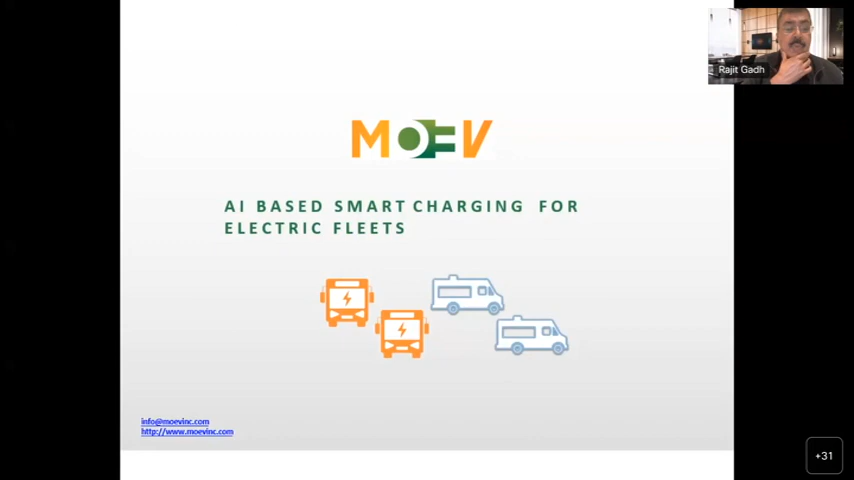 Rajit Gadh
MOEV
AI BASED SMART CHARGING FOR
ELECTRIC FLEETS
info@moevinc.com
http://www.moevinc.com
+31